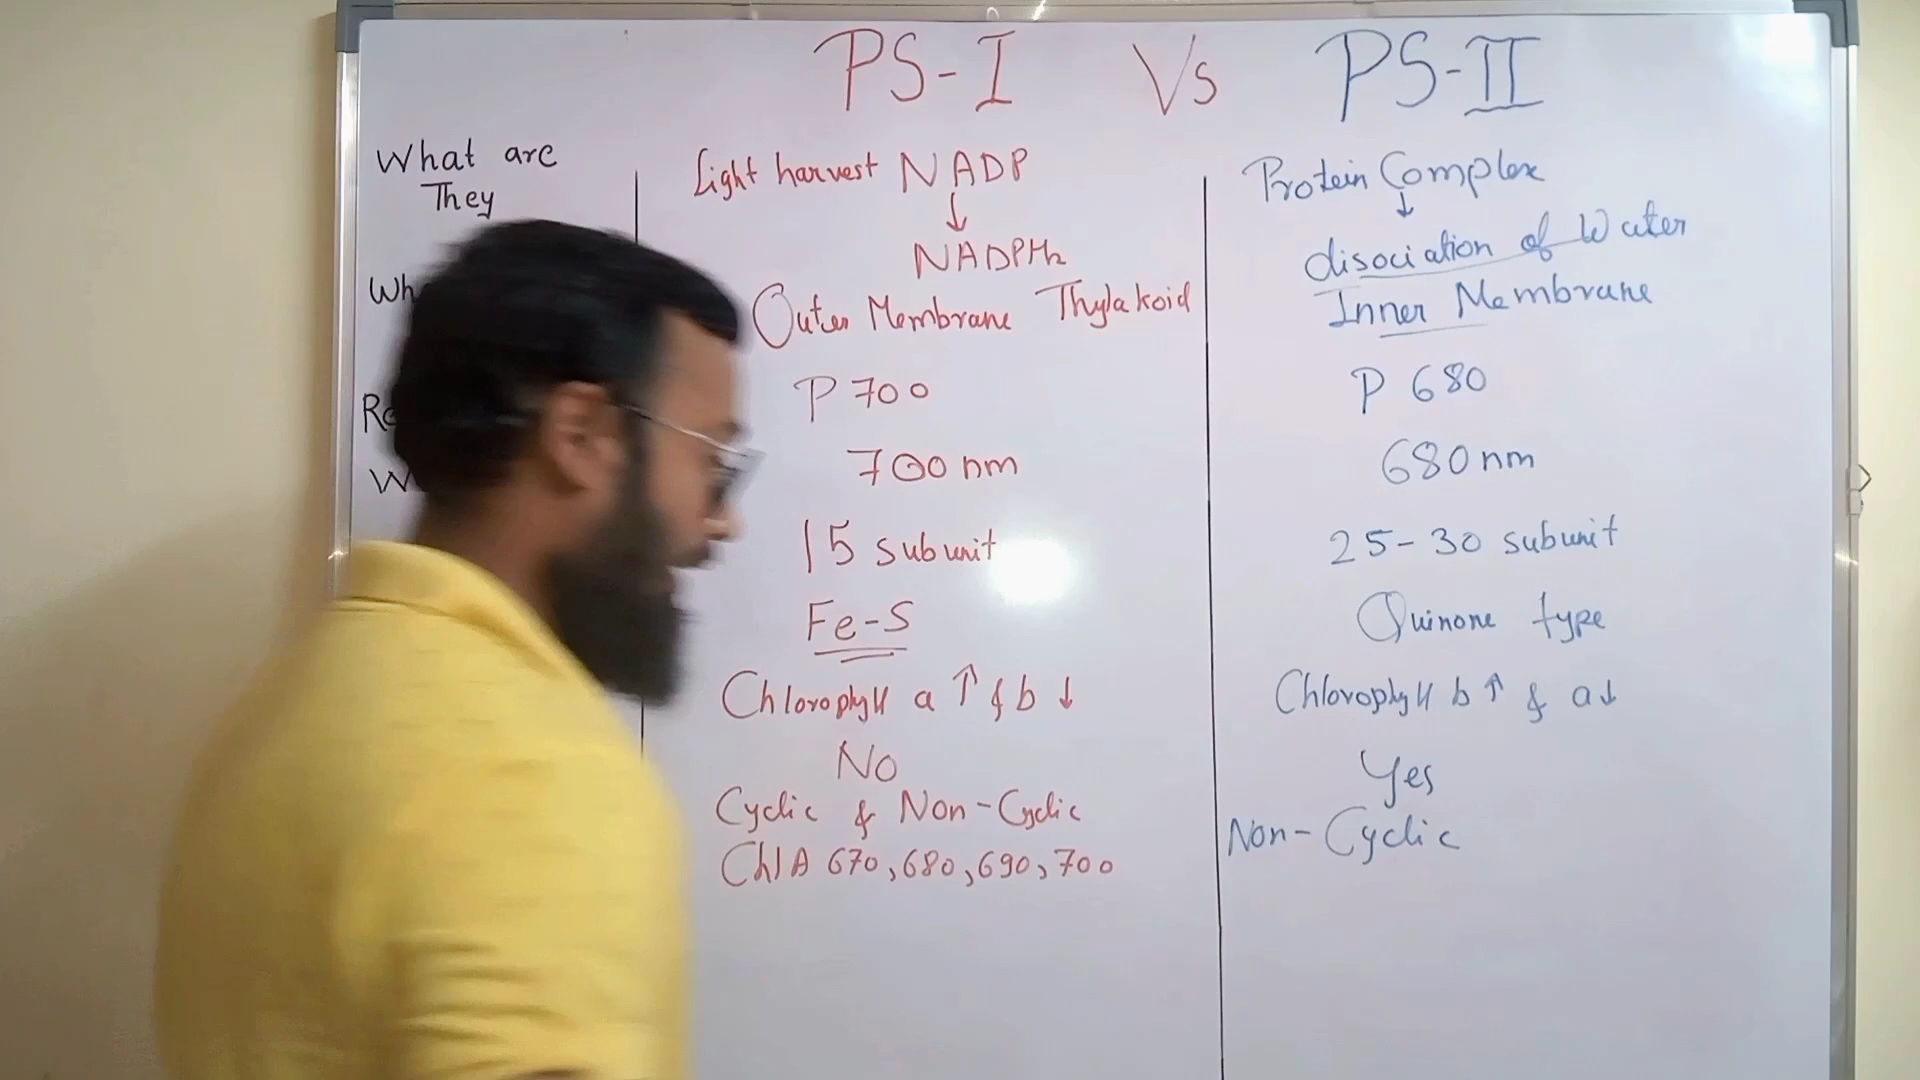 PS-I Vs PS-II
What are
They
Light harvest NADP
↓
NADPH₂
Outer Membrane Thylakoid
P 700
700 nm
15 subunit
Fe-S
Chlorophyll a ↑ & b ↓
No
Cyclic & Non-Cyclic
Chl A 670, 680, 690, 700
Protein Complex
↓
disociation of Water
Inner Membrane
P 680
680 nm
25-30 subunit
Quinone type
Chlorophyll b ↑ & a ↓
Yes
Non-Cyclic